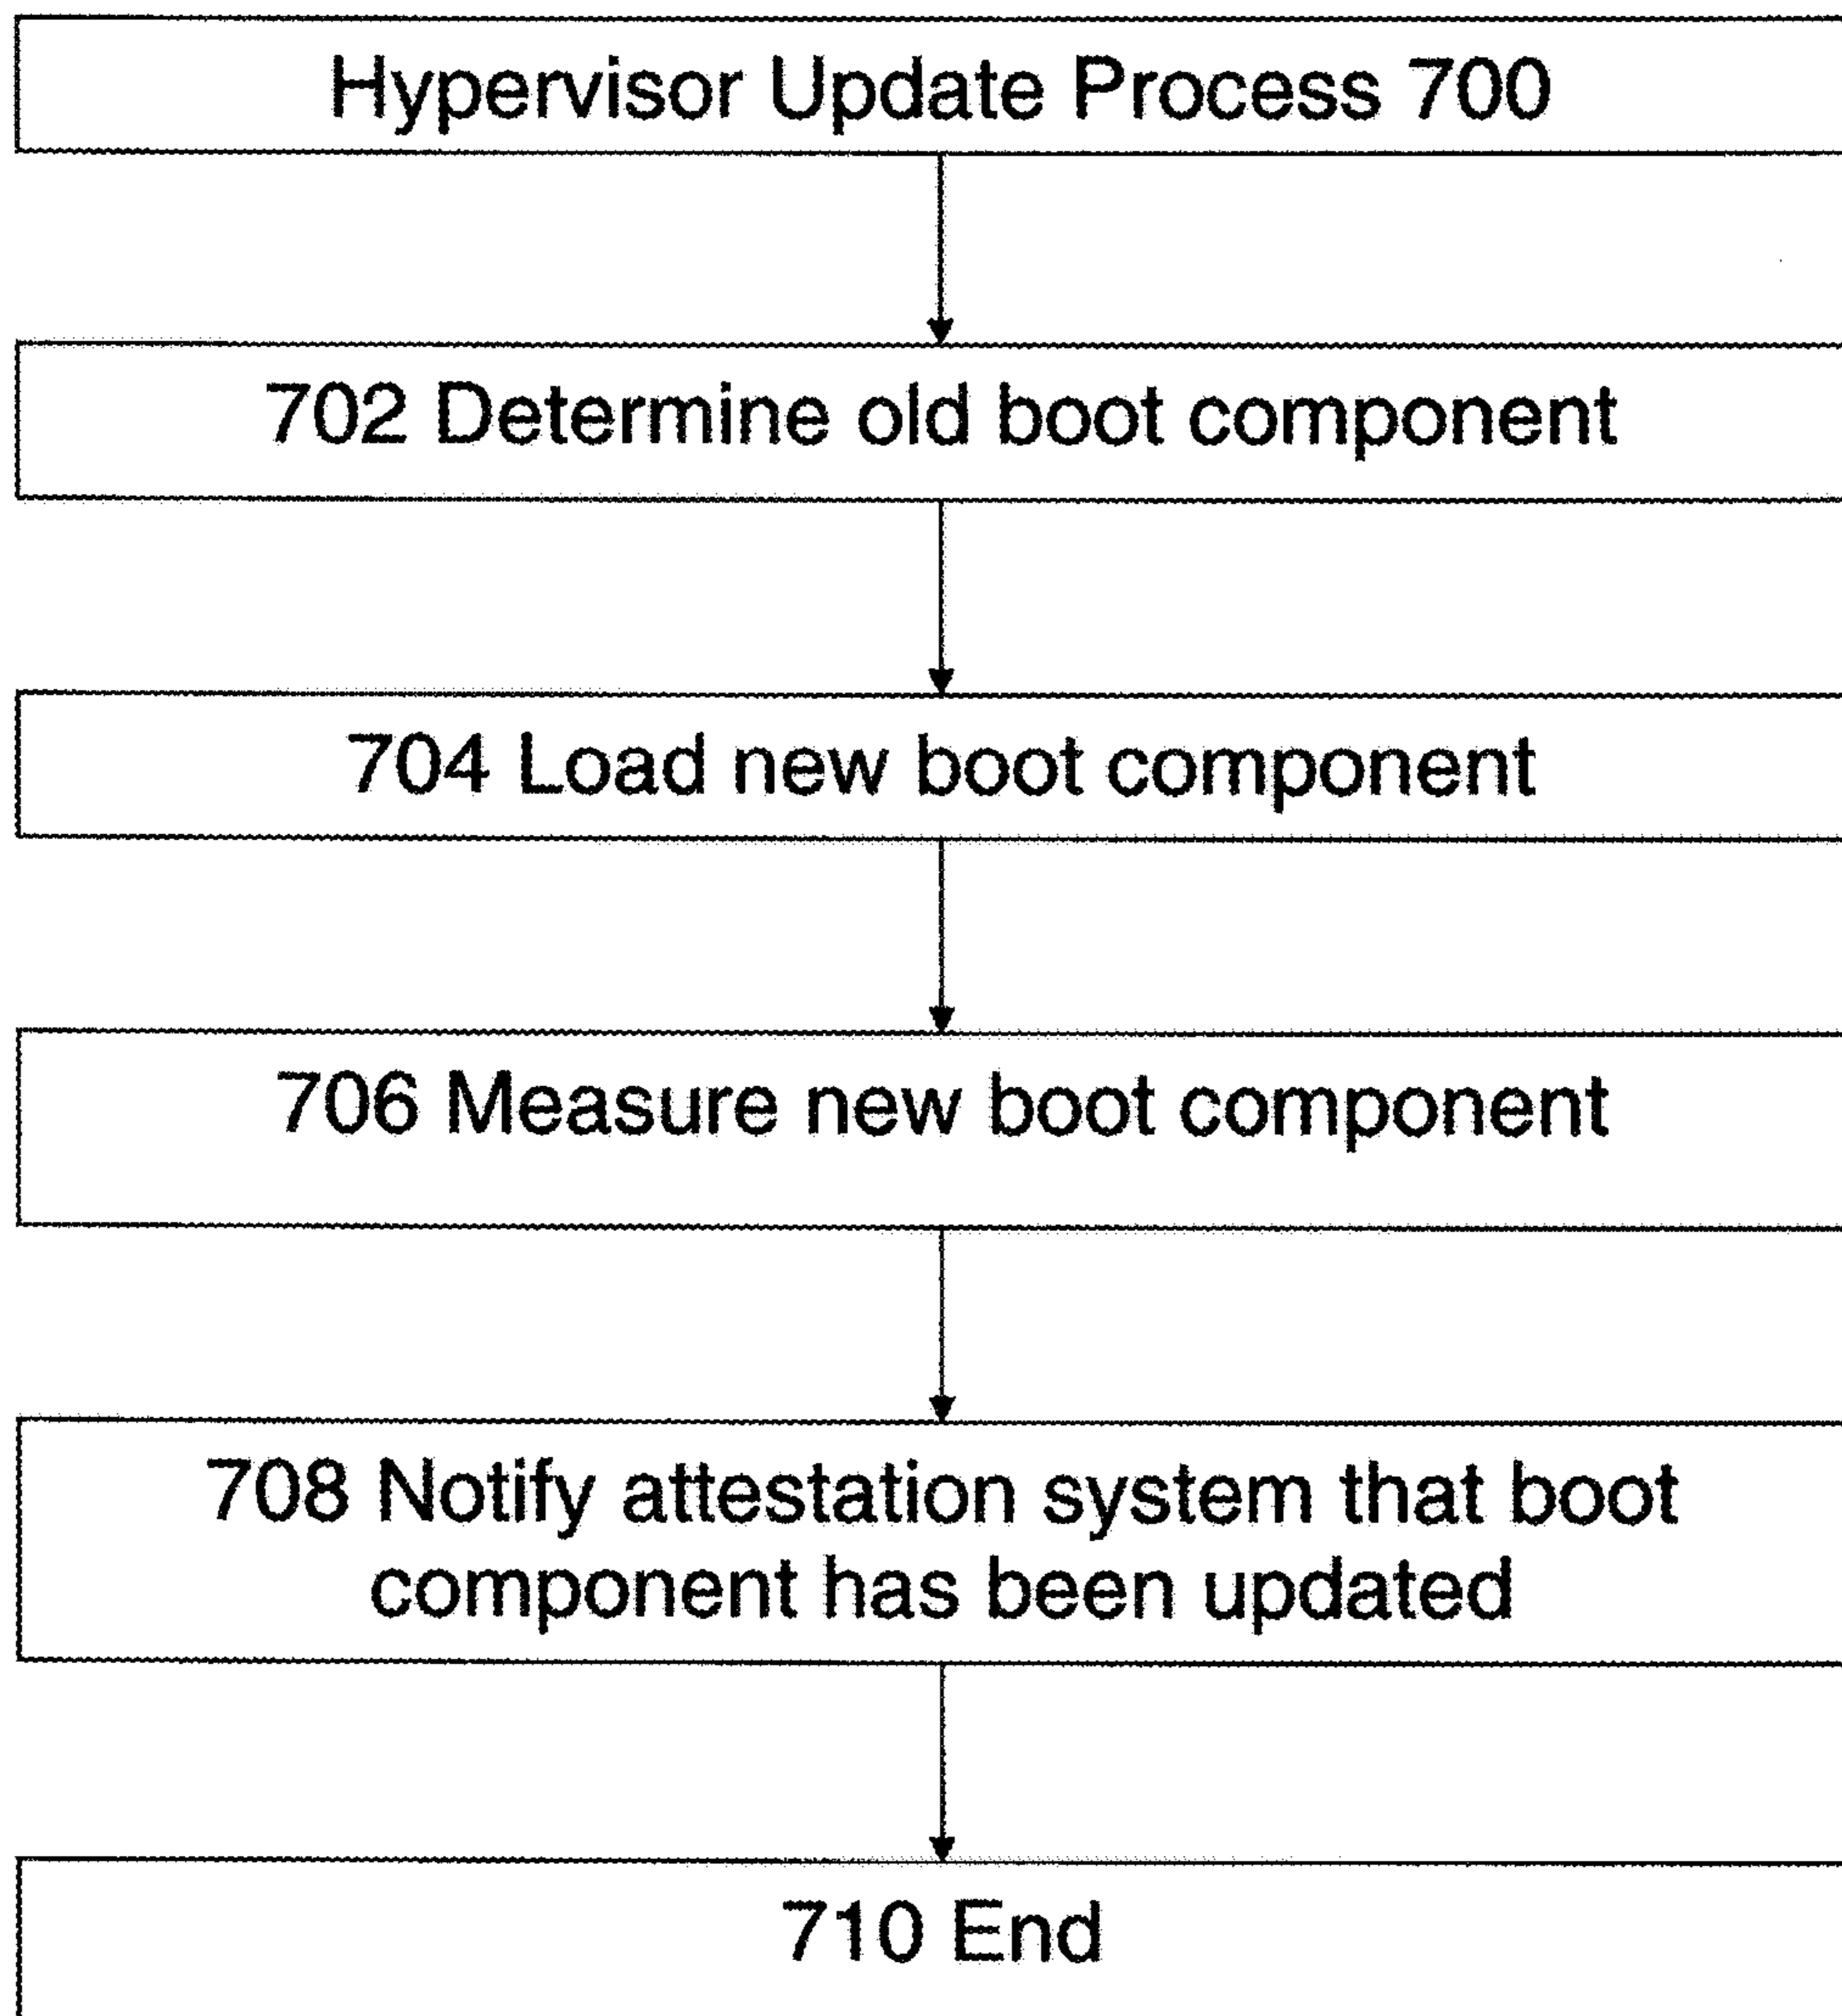 Hypervisor Update Process 700
702 Determine old boot component
704 Load new boot component
706 Measure new boot component
708 Notify attestation system that boot
component has been updated
710 End